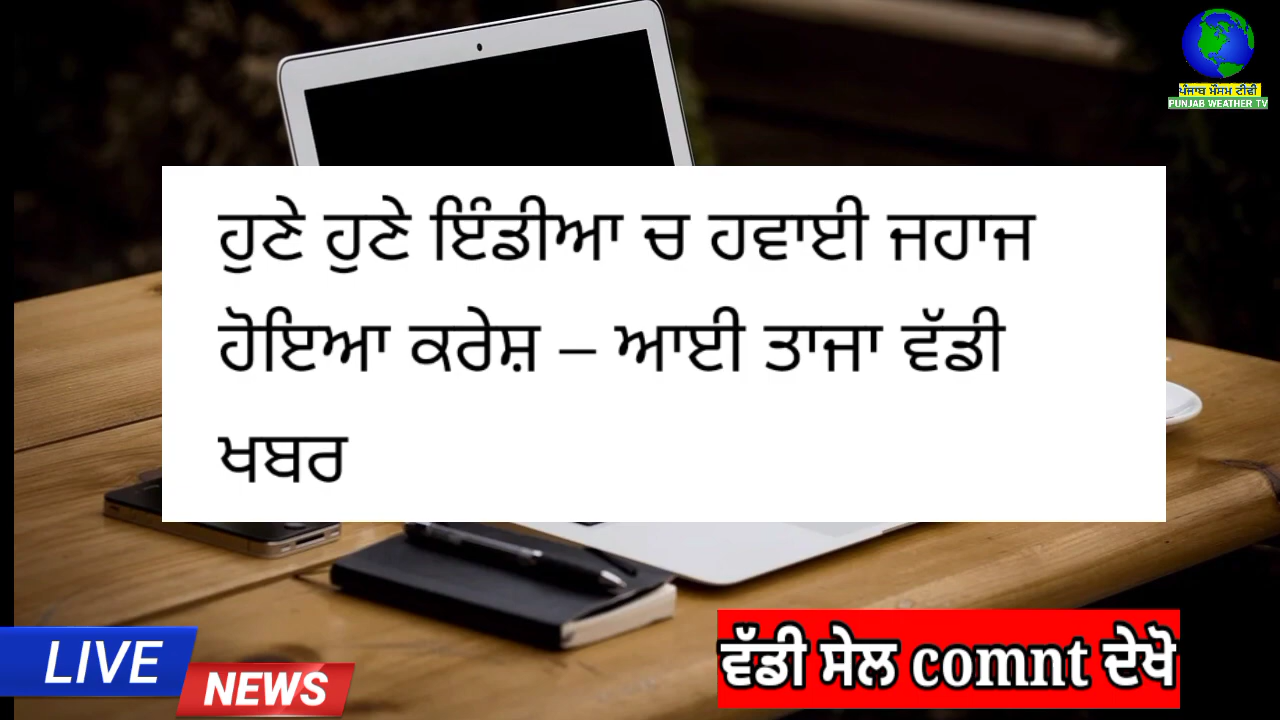 ਪੰਜਾਬ ਮੌਸਮ ਟੀਵੀ
PUNJAB WEATHER TV
ਹੁਣੇ ਹੁਣੇ ਇੰਡੀਆ ਚ ਹਵਾਈ ਜਹਾਜ
ਹੋਇਆ ਕਰੇਸ਼ – ਆਈ ਤਾਜਾ ਵੱਡੀ
ਖਬਰ
LIVE
NEWS
ਵੱਡੀ ਸੇਲ comnt ਦੇਖੋ